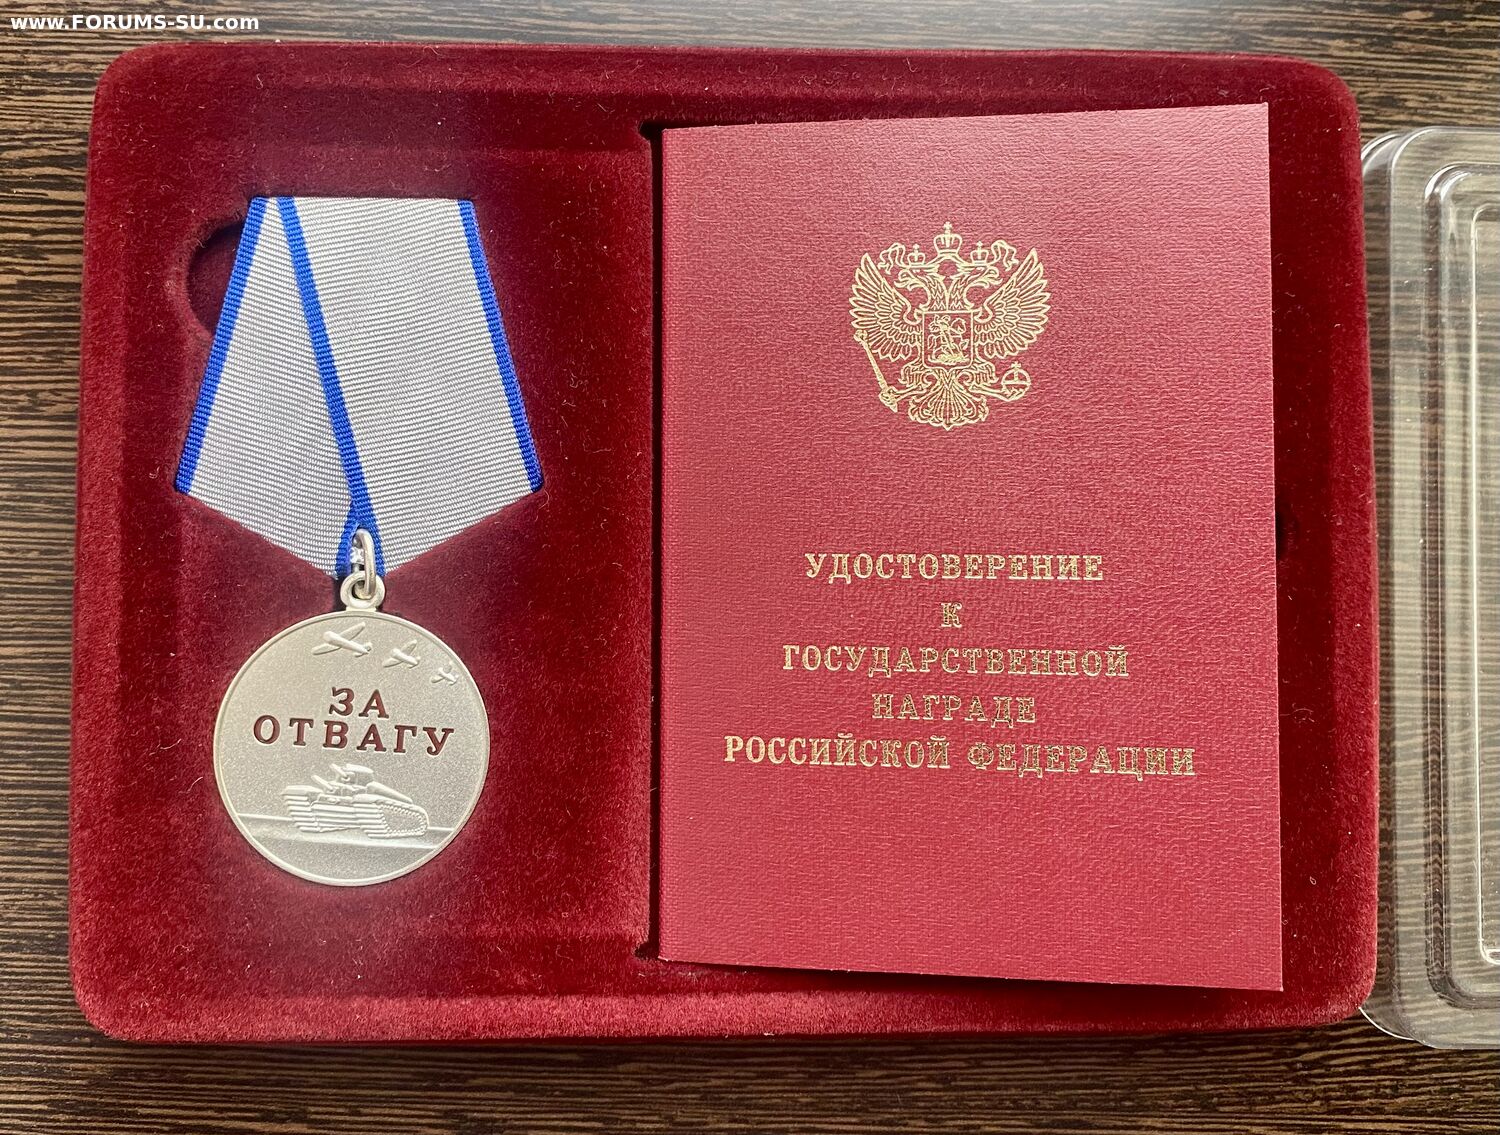 www.FORUMS-SU.com
ЗА
ОТВАГУ
УДОСТОВЕРЕНИЕ
К
ГОСУДАРСТВЕННОЙ
НАГРАДЕ
РОССИЙСКОЙ ФЕДЕРАЦИИ